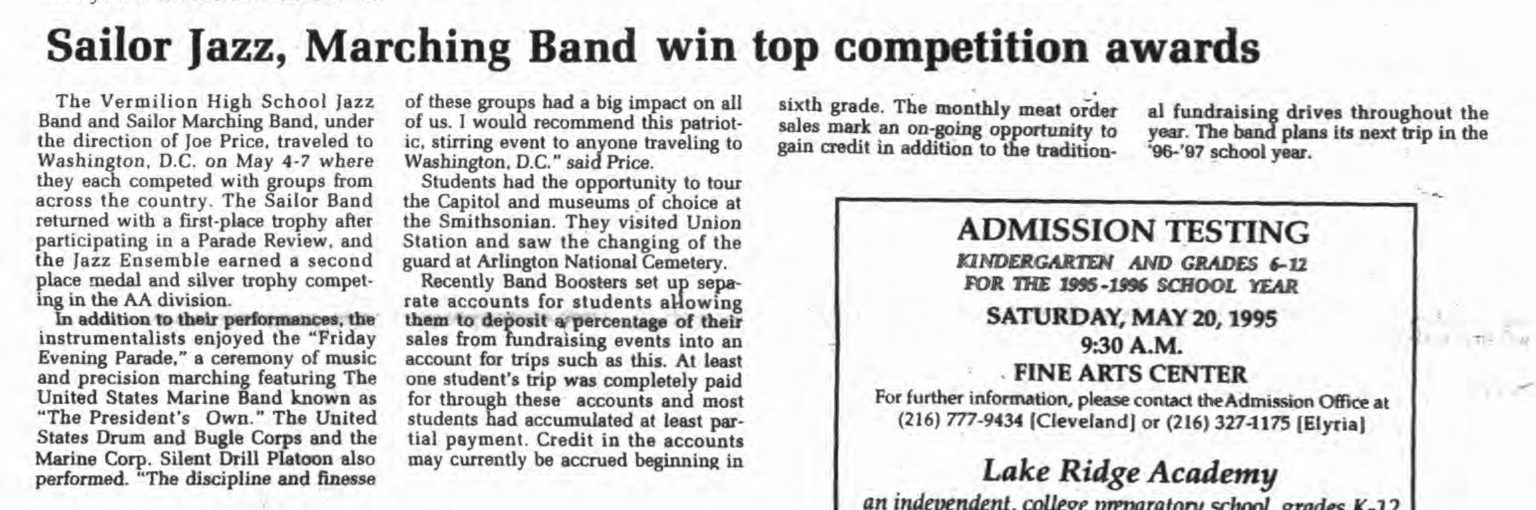 Sailor Jazz, Marching Band win top competition awards
The Vermilion High School Jazz
Band and Sailor Marching Band, under
the direction of Joe Price, traveled to
Washington, D.C. on May 4-7 where
they each competed with groups from
across the country. The Sailor Band
returned with a first-place trophy after
participating in a Parade Review, and
the Jazz Ensemble earned a second
place medal and silver trophy compet-
ing in the AA division.
In addition to their performances, the
instrumentalists enjoyed the "Friday
Evening Parade," a ceremony of music
and precision marching featuring The
United States Marine Band known as
"The President's Own." The United
States Drum and Bugle Corps and the
Marine Corp. Silent Drill Platoon also
performed. "The discipline and finesse
of these groups had a big impact on all
of us. I would recommend this patriot-
ic, stirring event to anyone traveling to
Washington, D.C." said Price.
Students had the opportunity to tour
the Capitol and museums of choice at
the Smithsonian. They visited Union
Station and saw the changing of the
guard at Arlington National Cemetery.
Recently Band Boosters set up sepa-
rate accounts for students allowing
them to deposit a percentage of their
sales from fundraising events into an
account for trips such as this. At least
one student's trip was completely paid
for through these accounts and most
students had accumulated at least par-
tial payment. Credit in the accounts
may currently be accrued beginning in
sixth grade. The monthly meat order
sales mark an on-going opportunity to
gain credit in addition to the tradition-
al fundraising drives throughout the
year. The band plans its next trip in the
'96-'97 school year.
ADMISSION TESTING
KINDERGARTEN AND GRADES 6-12
FOR THE 1995-1996 SCHOOL YEAR
SATURDAY, MAY 20, 1995
9:30 A.M.
FINE ARTS CENTER
For further information, please contact the Admission Office at
(216) 777-9434 [Cleveland] or (216) 327-1175 [Elyria]
Lake Ridge Academy
an independent, college preparatory school, grades K-12